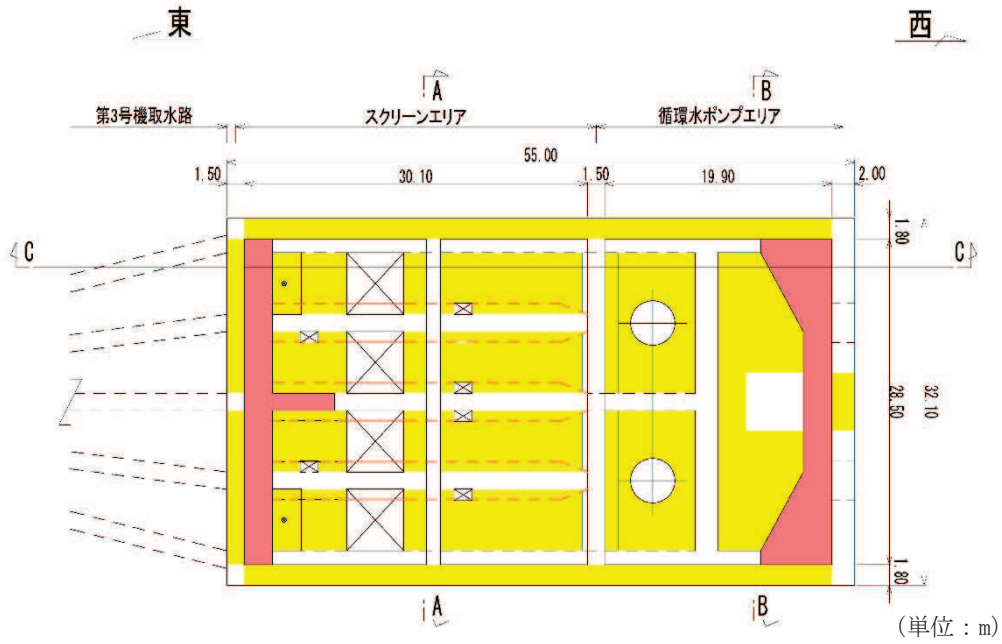 東
西
A
B
第3号機取水路
スクリーンエリア
循環水ポンプエリア
55.00
1.50
30.10
1.50
19.90
2.00
1.80
C
C
28.50
32.10
1.80
A
B
(単位：m)